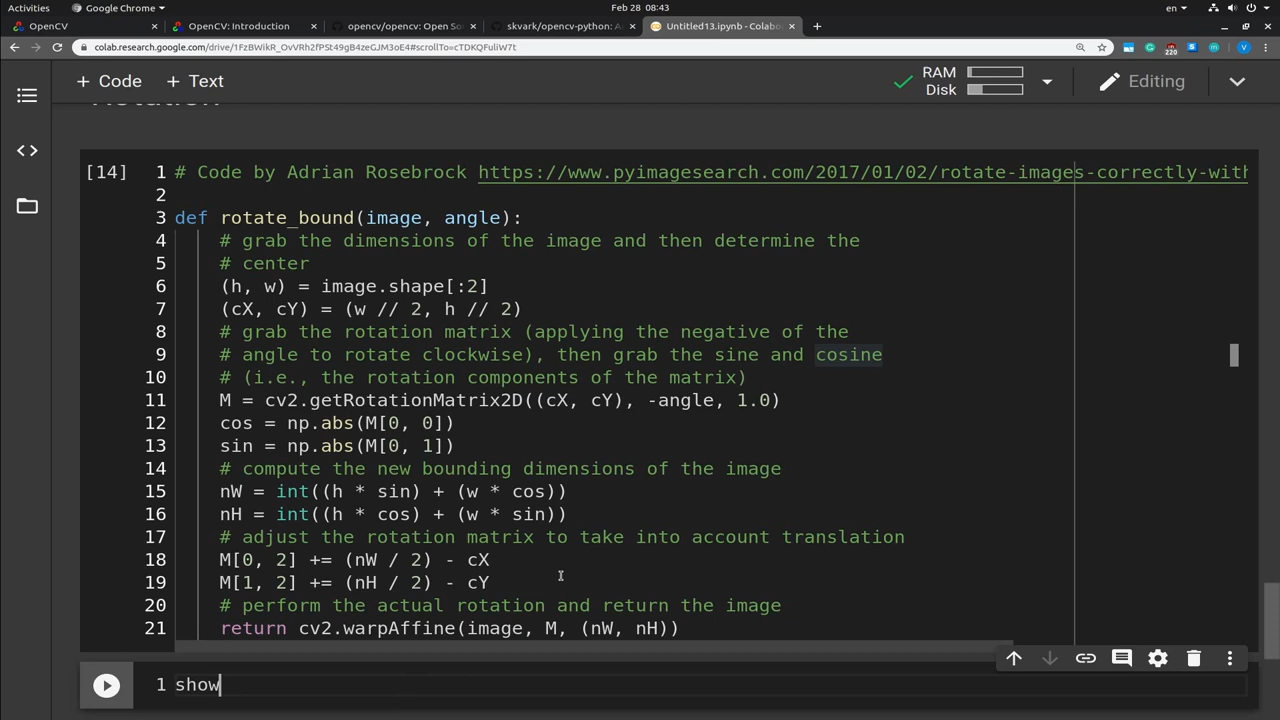 Activities
Google Chrome
Feb 28 08:43
en
OpenCV
OpenCV: Introduction
opencv/opencv: Open So
skvark/opencv-python: A
Untitled13.ipynb - Colabo
colab.research.google.com/drive/1FzBWikR_OvVRh2fPSt49gB4zeGJM3oE4#scrollTo=cTDKQFuliW7t
220
V
+ Code + Text
RAM
Disk
Editing
Rotation
[14]
1 # Code by Adrian Rosebrock https://www.pyimagesearch.com/2017/01/02/rotate-images-correctly-with
2
3 def rotate_bound(image, angle):
4 # grab the dimensions of the image and then determine the
5 # center
6 (h, w) = image.shape[:2]
7 (cX, cY) = (w // 2, h // 2)
8 # grab the rotation matrix (applying the negative of the
9 # angle to rotate clockwise), then grab the sine and cosine
10 # (i.e., the rotation components of the matrix)
11 M = cv2.getRotationMatrix2D((cX, cY), -angle, 1.0)
12 cos = np.abs(M[0, 0])
13 sin = np.abs(M[0, 1])
14 # compute the new bounding dimensions of the image
15 nW = int((h * sin) + (w * cos))
16 nH = int((h * cos) + (w * sin))
17 # adjust the rotation matrix to take into account translation
18 M[0, 2] += (nW / 2) - cX
19 M[1, 2] += (nH / 2) - cY
20 # perform the actual rotation and return the image
21 return cv2.warpAffine(image, M, (nW, nH))
1 show